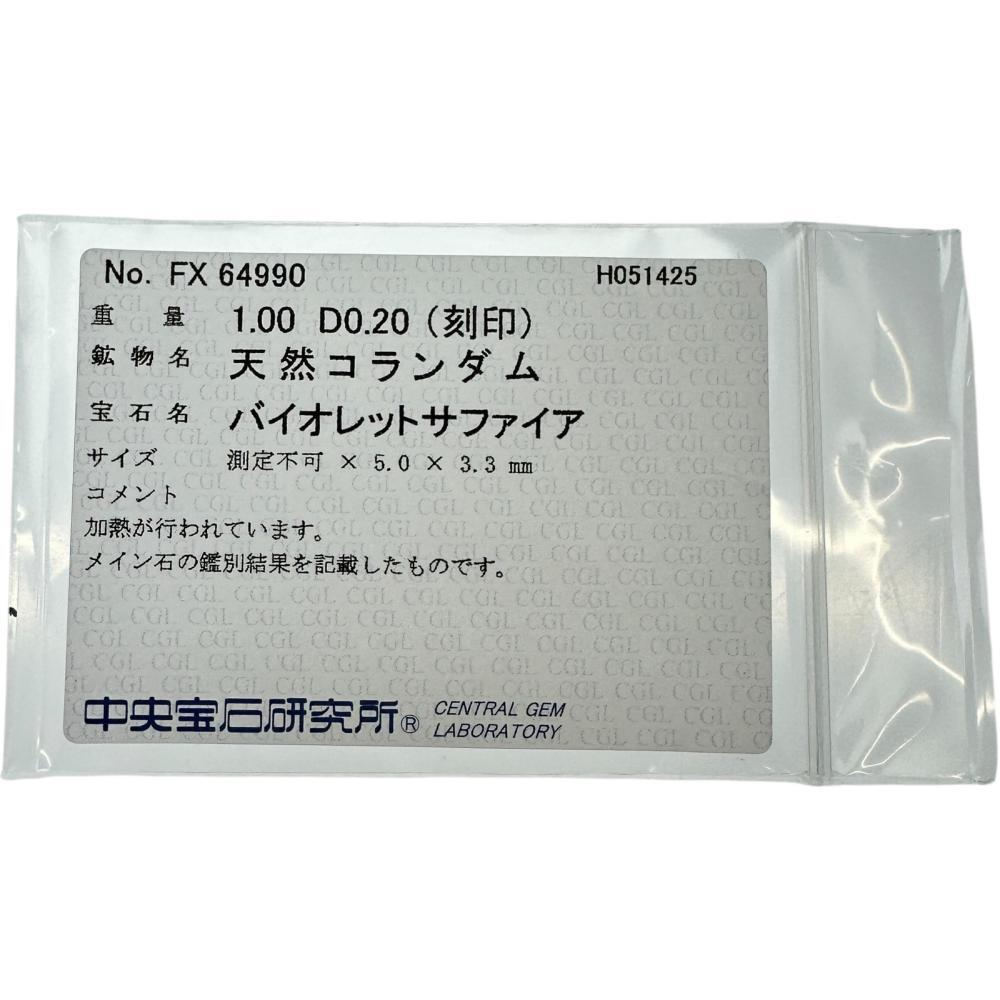 No. FX 64990 H051425
重量 1.00 D0.20 (刻印)
鉱物名 天然コランダム
宝石名 バイオレットサファイア
サイズ 測定不可 × 5.0 × 3.3 mm
コメント
加熱が行われています。
メイン石の鑑別結果を記載したものです。
中央宝石研究所® CENTRAL GEM
LABORATORY